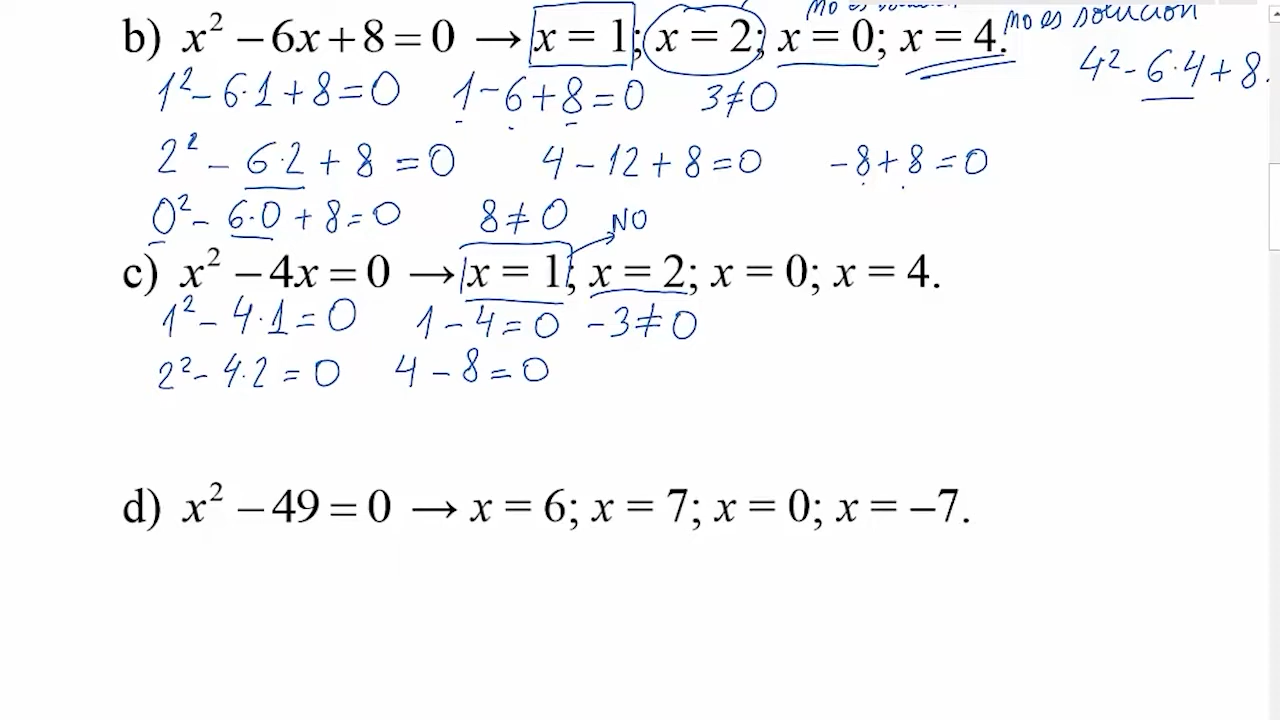 no es
no es solución
b) x² − 6x + 8 = 0 → x = 1; x = 2; x = 0; x = 4.
4² - 6·4 + 8
1² - 6·1 + 8 = 0 1 - 6 + 8 = 0 3 ≠ 0
2² - 6·2 + 8 = 0 4 - 12 + 8 = 0 -8 + 8 = 0
0² - 6·0 + 8 = 0 8 ≠ 0 NO
c) x² − 4x = 0 → x = 1; x = 2; x = 0; x = 4.
1² - 4·1 = 0 1 - 4 = 0 -3 ≠ 0
2² - 4·2 = 0 4 - 8 = 0
d) x² − 49 = 0 → x = 6; x = 7; x = 0; x = −7.